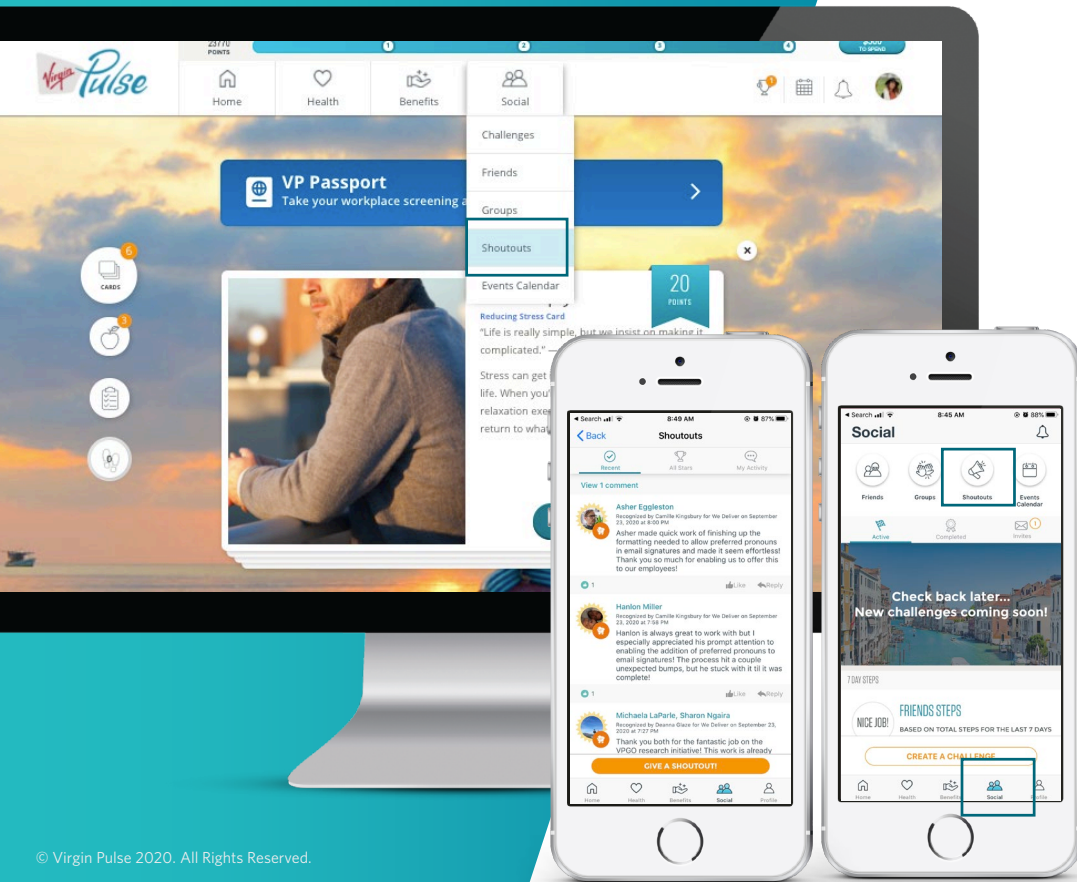 23770
POINTS
1
2
3
4
$500
TO SPEND
Virgin Pulse
Home
Health
Benefits
Social
1
Challenges
Friends
Groups
Shoutouts
Events Calendar
VP Passport
Take your workplace screening
6
CARDS
3
20
POINTS
Reducing Stress Card
"Life is really simple, but we insist on making it
complicated." —
Stress can get
life. When you'
relaxation
return to
Search
8:49 AM
87%
Back
Shoutouts
Recent
All Stars
My Activity
View 1 comment
Asher Eggleston
Recognized by Camille Kingsbury for We Deliver on September
23, 2020 at 8:00 PM
Asher made quick work of finishing up the
formatting needed to allow preferred pronouns
in email signatures and made it seem effortless!
Thank you so much for enabling us to offer this
to our employees!
1
Like
Reply
Hanlon Miller
Recognized by Camille Kingsbury for We Deliver on September
23, 2020 at 7:58 PM
Hanlon is always great to work with but I
especially appreciated his prompt attention to
enabling the addition of preferred pronouns to
email signatures! The process hit a couple
unexpected bumps, but he stuck with it til it was
complete!
1
Like
Reply
Michaela LaParle, Sharon Ngaira
Recognized by Deanna Glaze for We Deliver on September 23,
2020 at 7:27 PM
Thank you both for the fantastic job on the
VPGO research initiative! This work is already
GIVE A SHOUTOUT!
Home
Health
Benefits
Social
Profile
Search
8:45 AM
88%
Social
Friends
Groups
Shoutouts
Events
Calendar
Active
Completed
1
Invites
Check back later...
New challenges coming soon!
7 DAY STEPS
NICE JOB!
FRIENDS STEPS
BASED ON TOTAL STEPS FOR THE LAST 7 DAYS
CREATE A CHALLENGE
Home
Health
Benefits
Social
Profile
© Virgin Pulse 2020. All Rights Reserved.